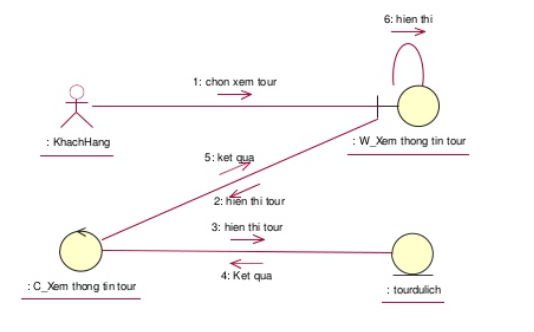 6: hien thi
1: chon xem tour
: KhachHang
: W_Xem thong tin tour
5: ket qua
2: hien thi tour
3: hien thi tour
4: Ket qua
: C_Xem thong tin tour
: tourdulich